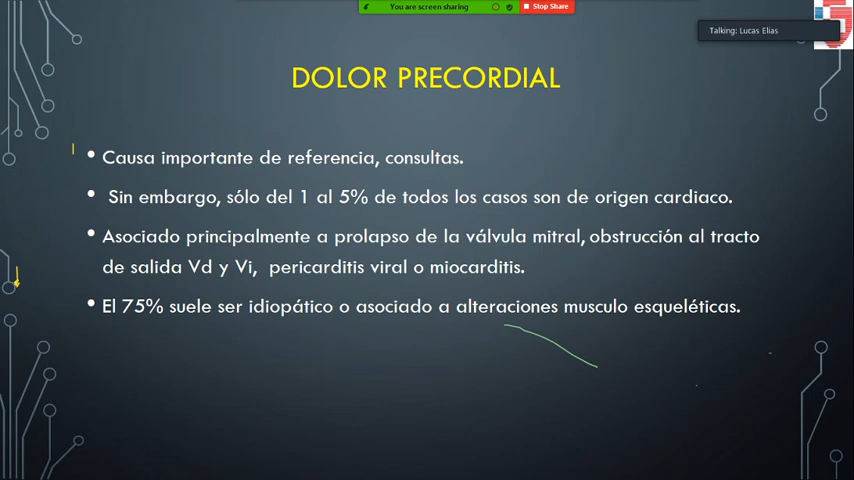 You are screen sharing
Stop Share
Talking: Lucas Elias
DOLOR PRECORDIAL
• Causa importante de referencia, consultas.
• Sin embargo, sólo del 1 al 5% de todos los casos son de origen cardiaco.
• Asociado principalmente a prolapso de la válvula mitral, obstrucción al tracto
de salida Vd y Vi, pericarditis viral o miocarditis.
• El 75% suele ser idiopático o asociado a alteraciones musculo esqueléticas.